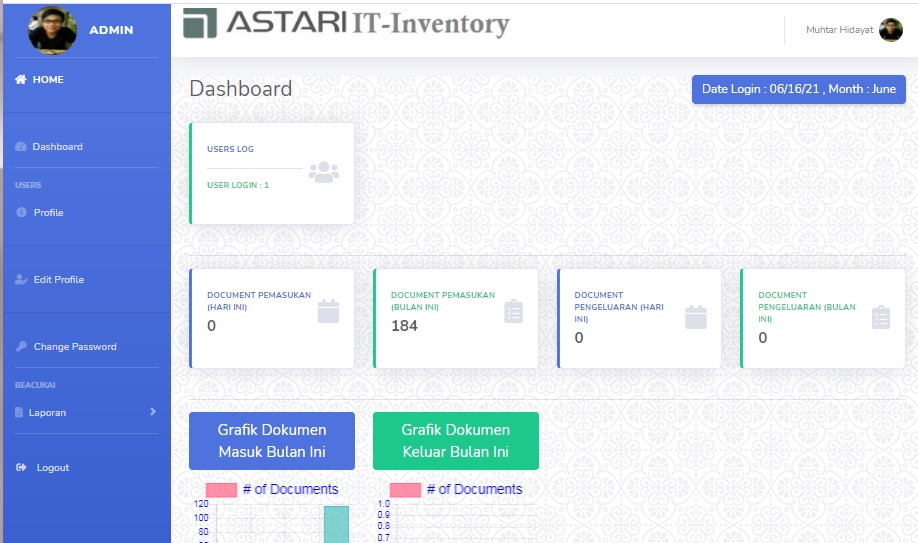 ADMIN
ASTARI IT-Inventory
Muhtar Hidayat
HOME
Dashboard
USERS
Profile
Edit Profile
Change Password
BEACUKAI
Laporan
Logout
Dashboard
Date Login : 06/16/21 , Month : June
USERS LOG
USER LOGIN : 1
DOCUMENT PEMASUKAN
(HARI INI)
0
DOCUMENT PEMASUKAN
(BULAN INI)
184
DOCUMENT
PENGELUARAN (HARI
INI)
0
DOCUMENT
PENGELUARAN (BULAN
INI)
0
Grafik Dokumen
Masuk Bulan Ini
Grafik Dokumen
Keluar Bulan Ini
# of Documents
120
100
80
# of Documents
1.0
0.9
0.8
0.7